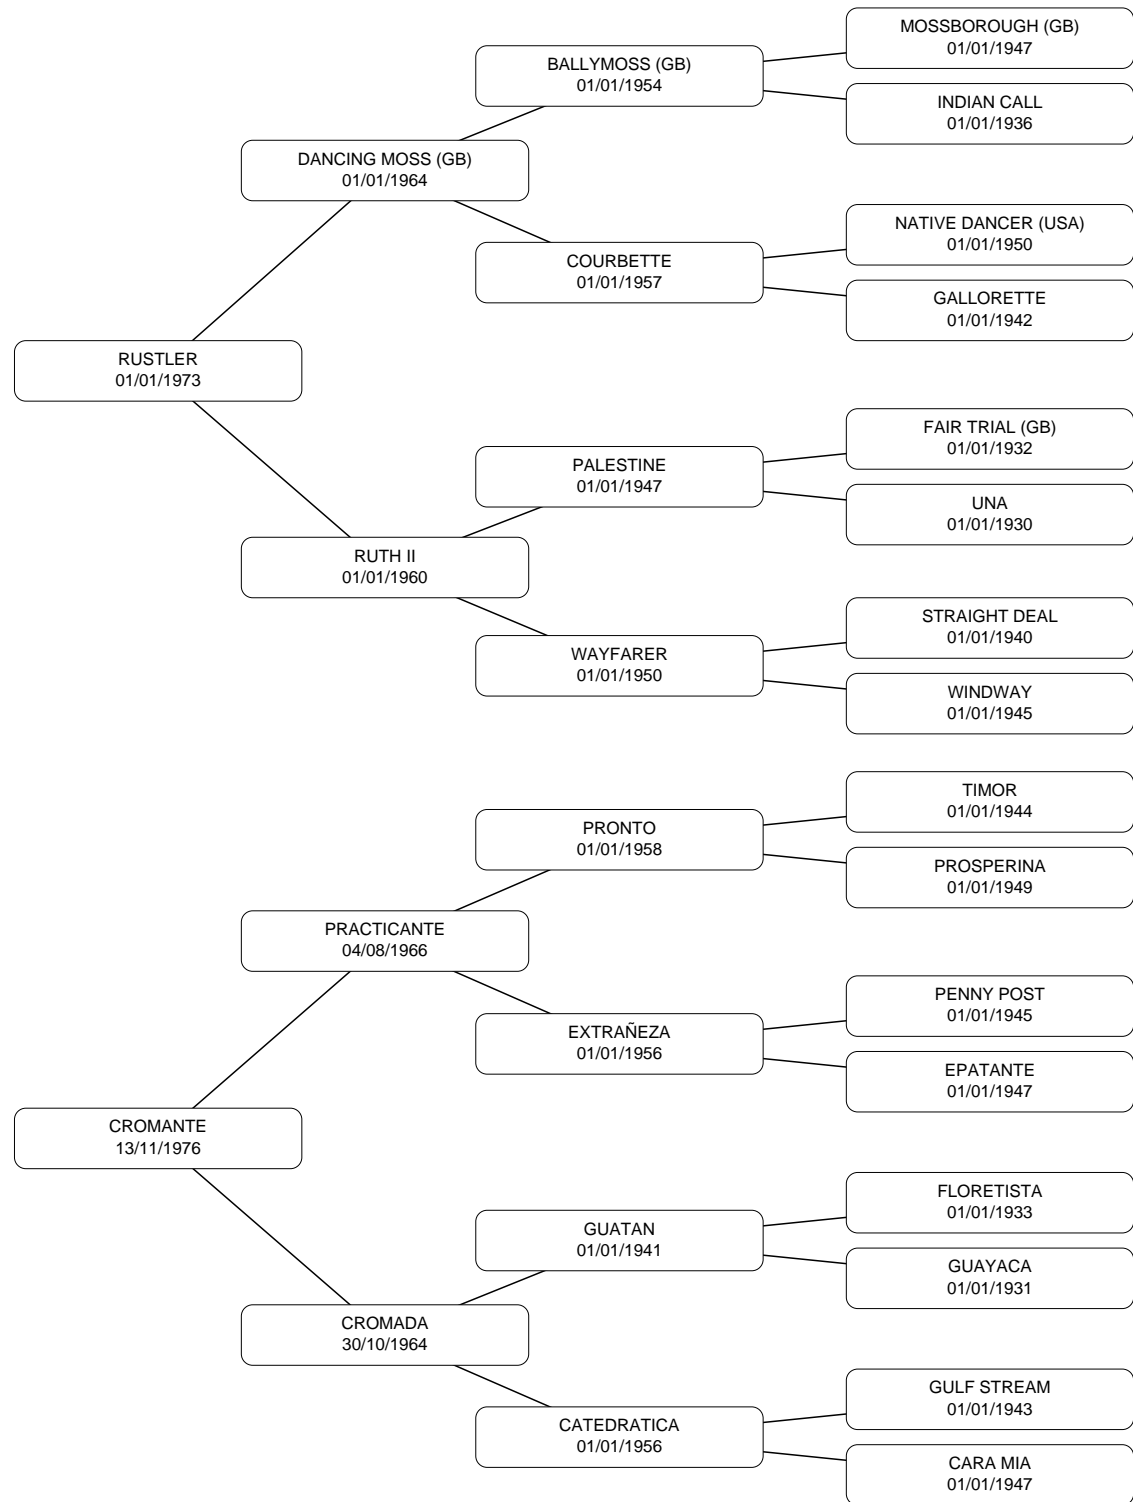 MOSSBOROUGH (GB)
01/01/1947
BALLYMOSS (GB)
01/01/1954
INDIAN CALL
01/01/1936
DANCING MOSS (GB)
01/01/1964
NATIVE DANCER (USA)
01/01/1950
COURBETTE
01/01/1957
GALLORETTE
01/01/1942
RUSTLER
01/01/1973
FAIR TRIAL (GB)
01/01/1932
PALESTINE
01/01/1947
UNA
01/01/1930
RUTH II
01/01/1960
STRAIGHT DEAL
01/01/1940
WAYFARER
01/01/1950
WINDWAY
01/01/1945
TIMOR
01/01/1944
PRONTO
01/01/1958
PROSPERINA
01/01/1949
PRACTICANTE
04/08/1966
PENNY POST
01/01/1945
EXTRAÑEZA
01/01/1956
EPATANTE
01/01/1947
CROMANTE
13/11/1976
FLORETISTA
01/01/1933
GUATAN
01/01/1941
GUAYACA
01/01/1931
CROMADA
30/10/1964
GULF STREAM
01/01/1943
CATEDRATICA
01/01/1956
CARA MIA
01/01/1947